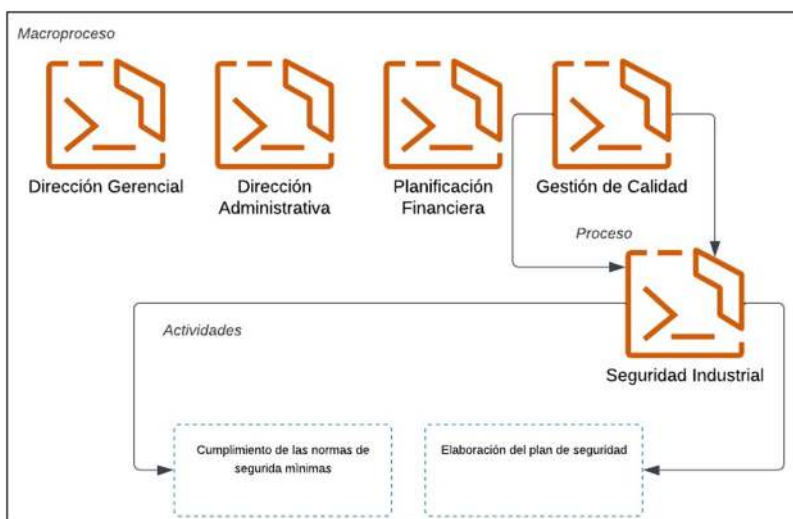 Macroproceso
Dirección Gerencial
Dirección
Administrativa
Planificación
Financiera
Gestión de Calidad
Proceso
Actividades
Seguridad Industrial
Cumplimiento de las normas de
segurida mínimas
Elaboración del plan de seguridad